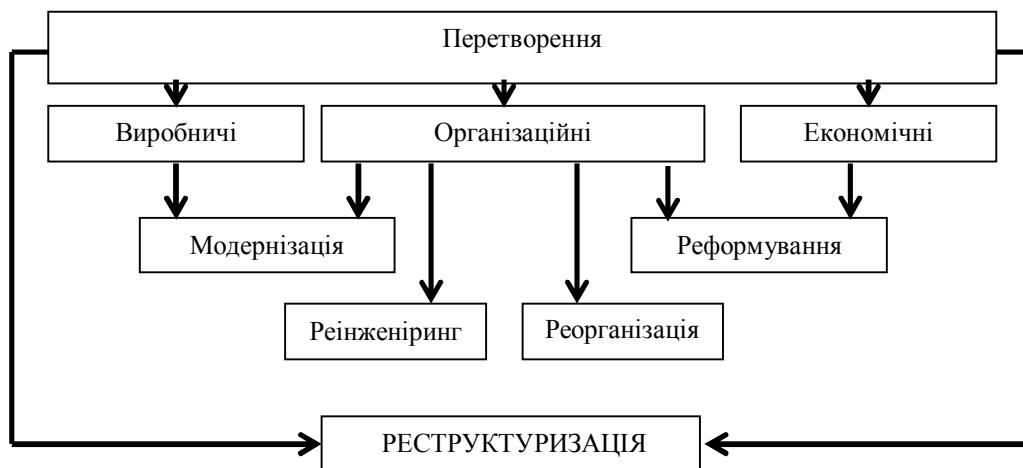 Перетворення
Виробничі
Організаційні
Економічні
Модернізація
Реформування
Реінженіринг
Реорганізація
РЕСТРУКТУРИЗАЦІЯ